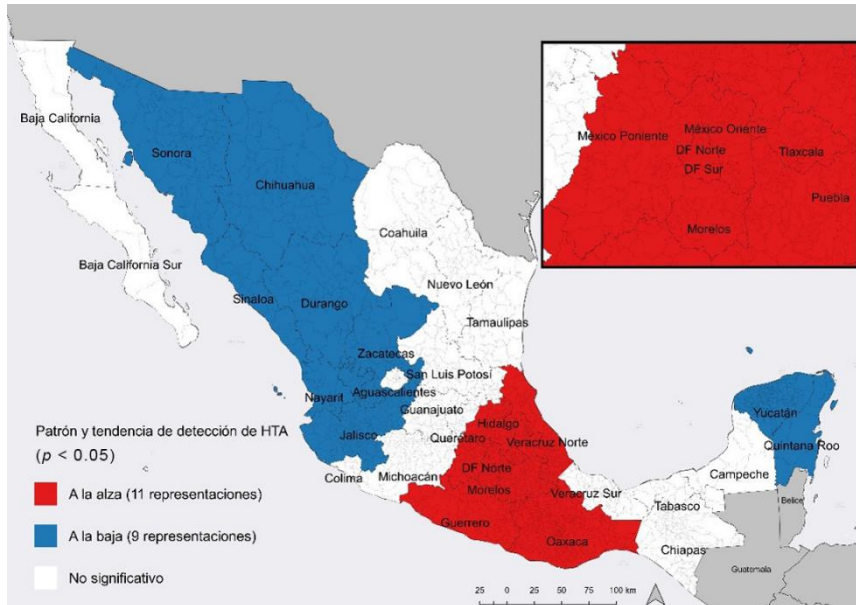 Baja California
Sonora
Chihuahua
Coahuila
Baja California Sur
Nuevo León
Sinaloa
Durango
Tamaulipas
Zacatecas
San Luis Potosí
Nayarit
Aguascalientes
Guanajuato
Jalisco
Querétaro
Hidalgo
Veracruz Norte
Colima
Michoacán
DF Norte
Morelos
Veracruz Sur
Guerrero
Oaxaca
Tabasco
Chiapas
Campeche
Yucatán
Quintana Roo
Belice
Guatemala
México Poniente
México Oriente
DF Norte
DF Sur
Tlaxcala
Puebla
Morelos
Patrón y tendencia de detección de HTA
(p < 0.05)
A la alza (11 representaciones)
A la baja (9 representaciones)
No significativo
25 0 25 50 75 100 km